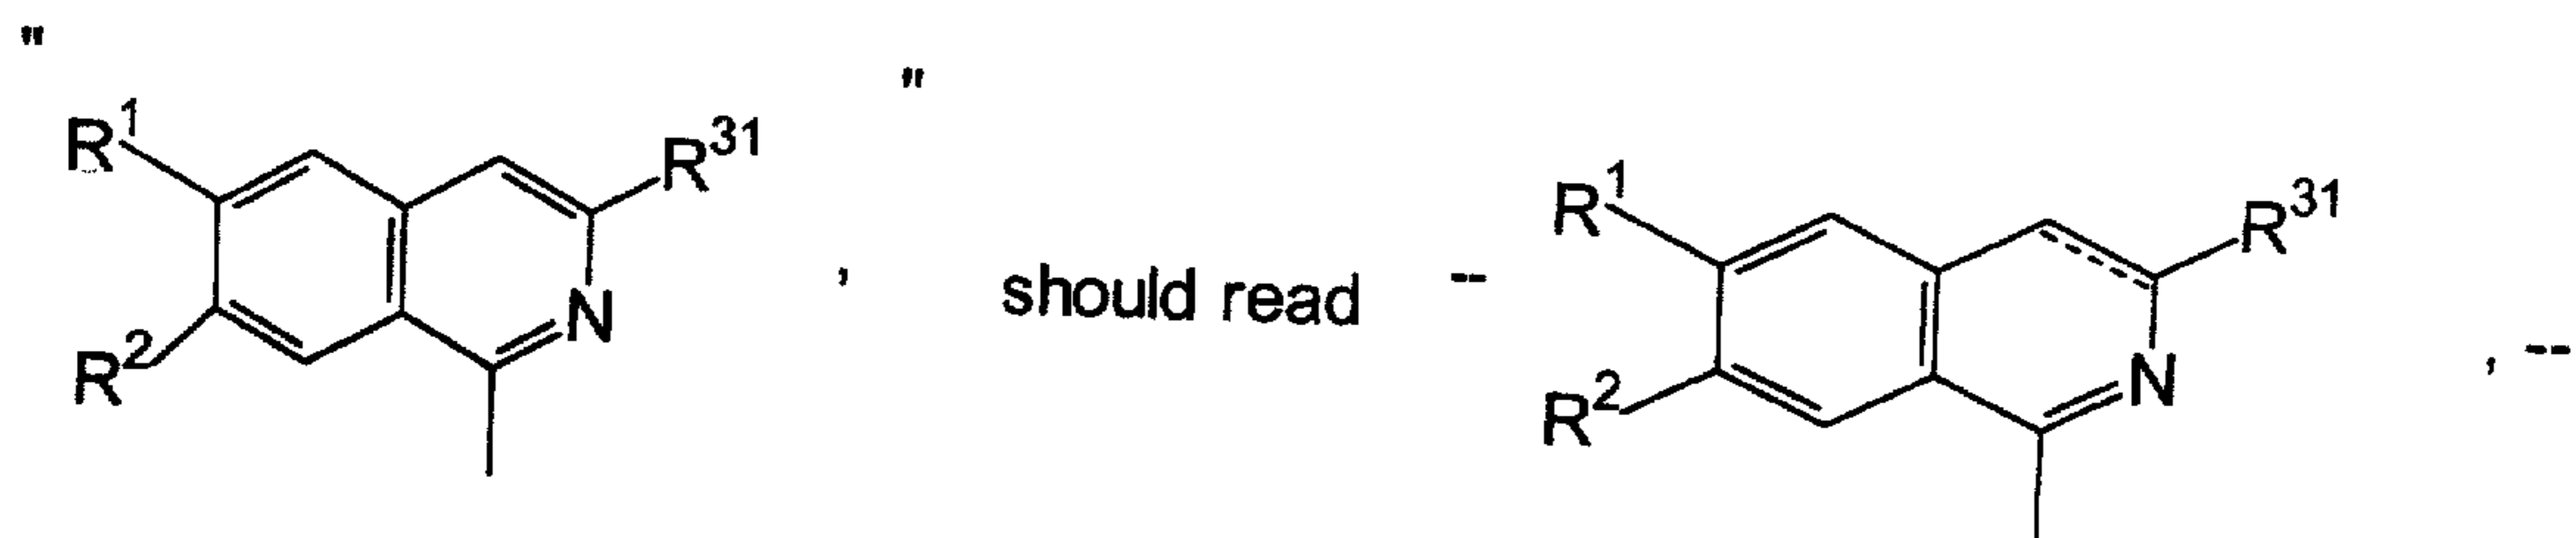 "
R1 R31 "
N
R2
, should read --
R1 R31
N
R2
, --